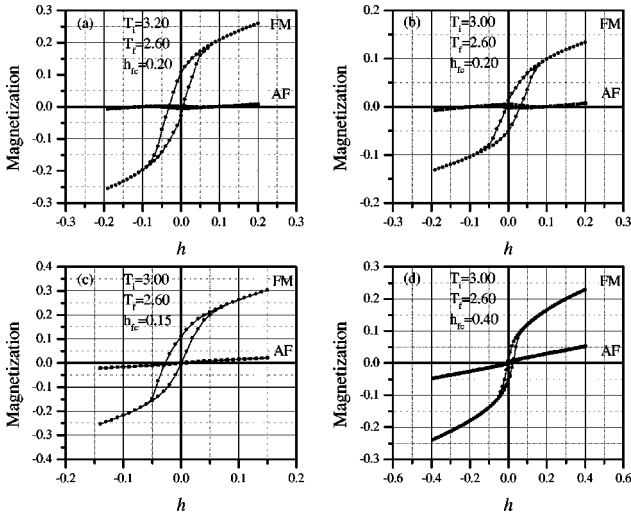 (a)
T_i=3.20
T_f=2.60
h_fc=0.20
FM
AF
Magnetization
0.3
0.2
0.1
0.0
-0.1
-0.2
-0.3
-0.3 -0.2 -0.1 0.0 0.1 0.2 0.3
h
(b)
T_i=3.00
T_f=2.60
h_fc=0.20
FM
AF
Magnetization
0.2
0.1
0.0
-0.1
-0.2
-0.3 -0.2 -0.1 0.0 0.1 0.2 0.3
h
(c)
T_i=3.00
T_f=2.60
h_fc=0.15
FM
AF
Magnetization
0.4
0.3
0.2
0.1
0.0
-0.1
-0.2
-0.3
-0.4
-0.2 -0.1 0.0 0.1 0.2
h
(d)
T_i=3.00
T_f=2.60
h_fc=0.40
FM
AF
Magnetization
0.3
0.2
0.1
0.0
-0.1
-0.2
-0.3
-0.6 -0.4 -0.2 0.0 0.2 0.4 0.6
h